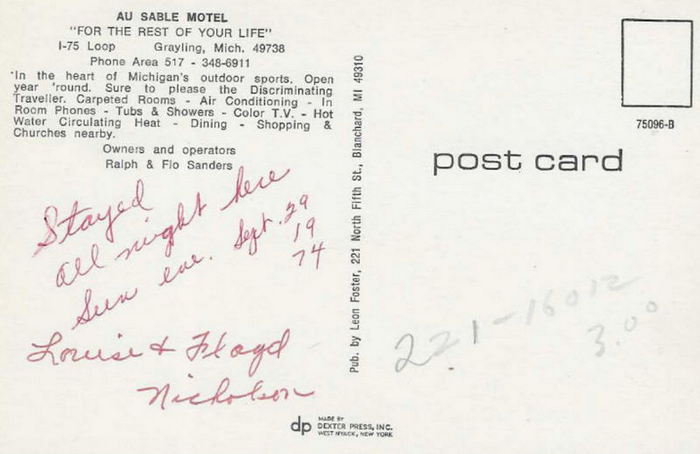 AU SABLE MOTEL
"FOR THE REST OF YOUR LIFE"
I-75 Loop Grayling, Mich. 49738
Phone Area 517 - 348-6911
"In the heart of Michigan's outdoor sports. Open
year 'round. Sure to please the Discriminating
Traveller. Carpeted Rooms - Air Conditioning - In
Room Phones - Tubs & Showers - Color T.V. - Hot
Water Circulating Heat - Dining - Shopping &
Churches nearby.
Owners and operators
Ralph & Flo Sanders
Stayed
all night here
Sun eve. Sept. 29
19
74
Louise & Floyd
Nicholson
Pub. by Leon Foster, 221 North Fifth St., Blanchard, MI 49310
75096-B
post card
221-16012
3.00
dp MADE BY
DEXTER PRESS, INC.
WEST NYACK, NEW YORK